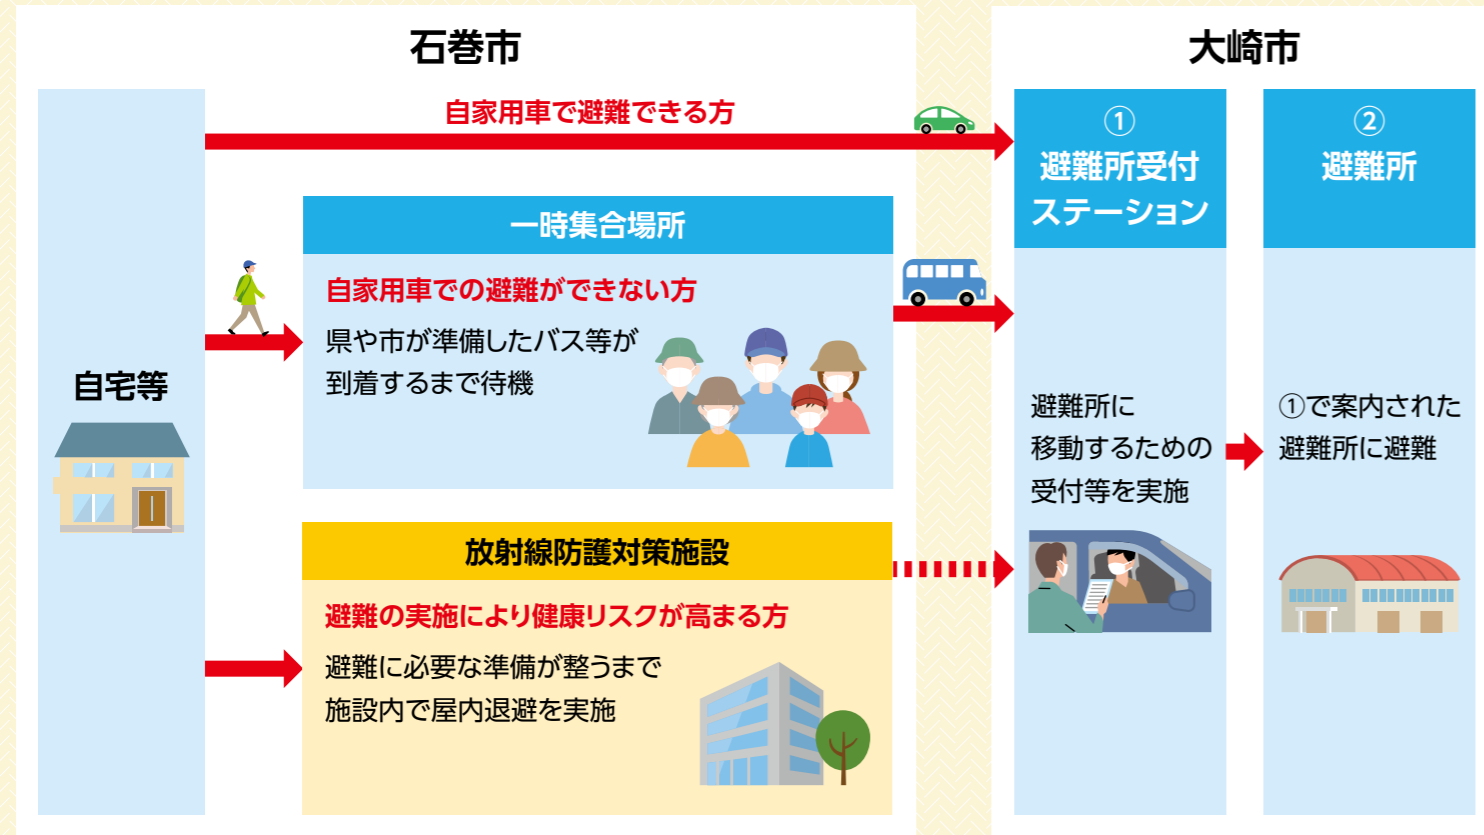 石巻市
自宅等
自家用車で避難できる方
一時集合場所
自家用車での避難ができない方
県や市が準備したバス等が
到着するまで待機
放射線防護対策施設
避難の実施により健康リスクが高まる方
避難に必要な準備が整うまで
施設内で屋内退避を実施
大崎市
①
避難所受付
ステーション
避難所に
移動するための
受付等を実施
②
避難所
①で案内された
避難所に避難